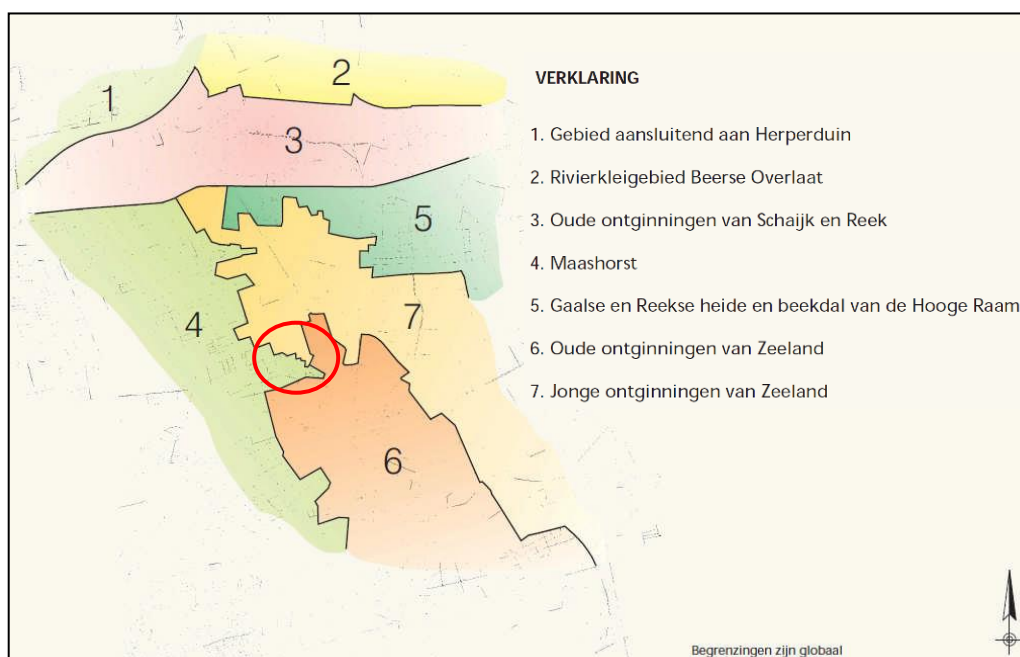 1
2
3
4
5
6
7
VERKLARING
1. Gebied aansluitend aan Herperduin
2. Rivierkleigebied Beerse Overlaat
3. Oude ontginningen van Schaijk en Reek
4. Maashorst
5. Gaalse en Reekse heide en beekdal van de Hooge Raam
6. Oude ontginningen van Zeeland
7. Jonge ontginningen van Zeeland
Begrenzingen zijn globaal